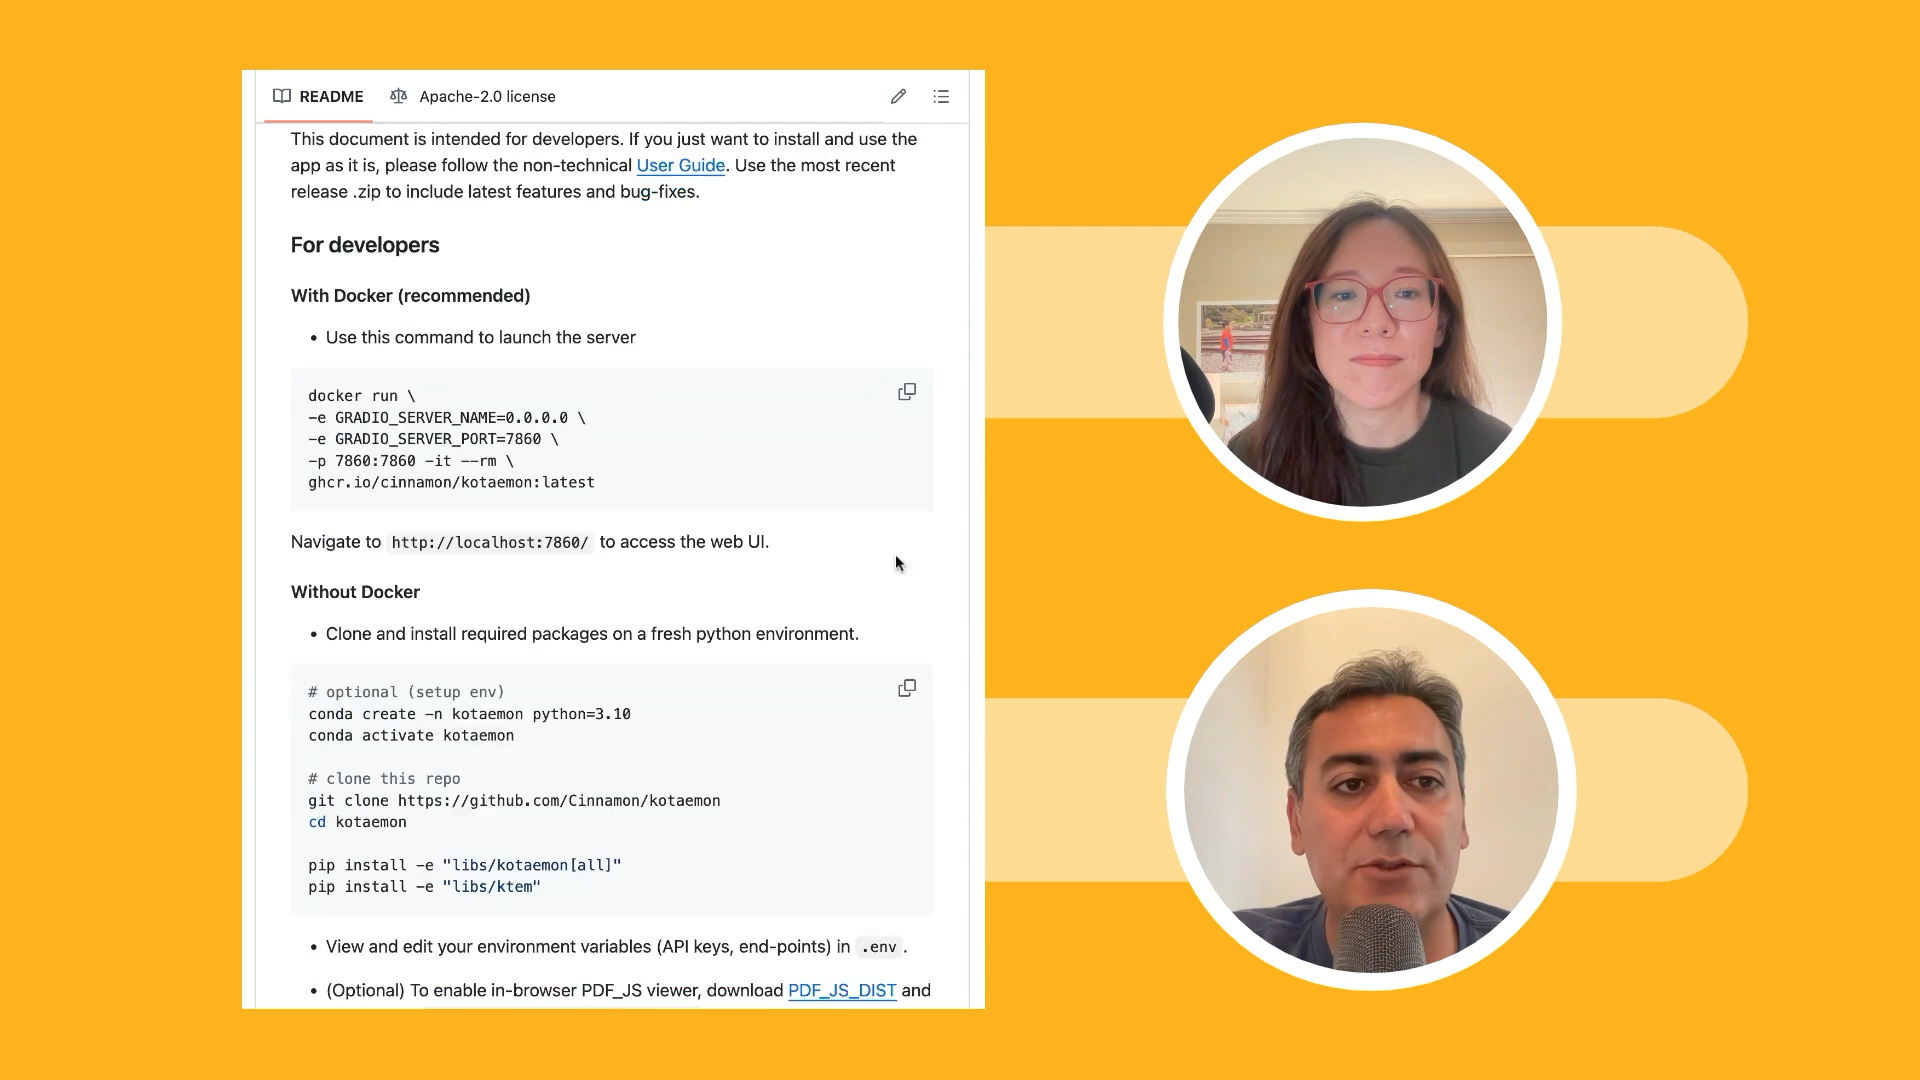 README
Apache-2.0 license
This document is intended for developers. If you just want to install and use the
app as it is, please follow the non-technical User Guide. Use the most recent
release .zip to include latest features and bug-fixes.
For developers
With Docker (recommended)
• Use this command to launch the server
docker run \
-e GRADIO_SERVER_NAME=0.0.0.0 \
-e GRADIO_SERVER_PORT=7860 \
-p 7860:7860 -it --rm \
ghcr.io/cinnamon/kotaemon:latest
Navigate to http://localhost:7860/ to access the web UI.
Without Docker
• Clone and install required packages on a fresh python environment.
# optional (setup env)
conda create -n kotaemon python=3.10
conda activate kotaemon
# clone this repo
git clone https://github.com/Cinnamon/kotaemon
cd kotaemon
pip install -e "libs/kotaemon[all]"
pip install -e "libs/ktem"
• View and edit your environment variables (API keys, end-points) in .env.
• (Optional) To enable in-browser PDF_JS viewer, download PDF_JS_DIST and